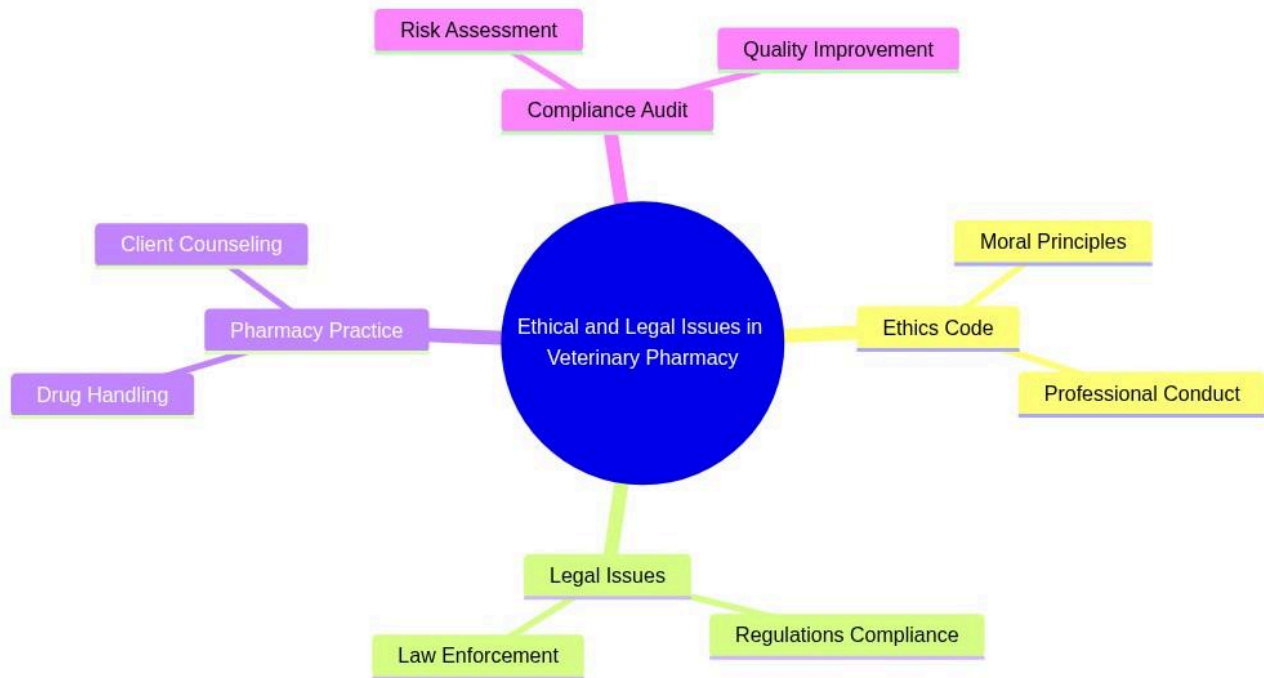 Risk Assessment
Quality Improvement
Compliance Audit
Client Counseling
Moral Principles
Pharmacy Practice
Ethical and Legal Issues in
Veterinary Pharmacy
Ethics Code
Drug Handling
Professional Conduct
Legal Issues
Law Enforcement
Regulations Compliance